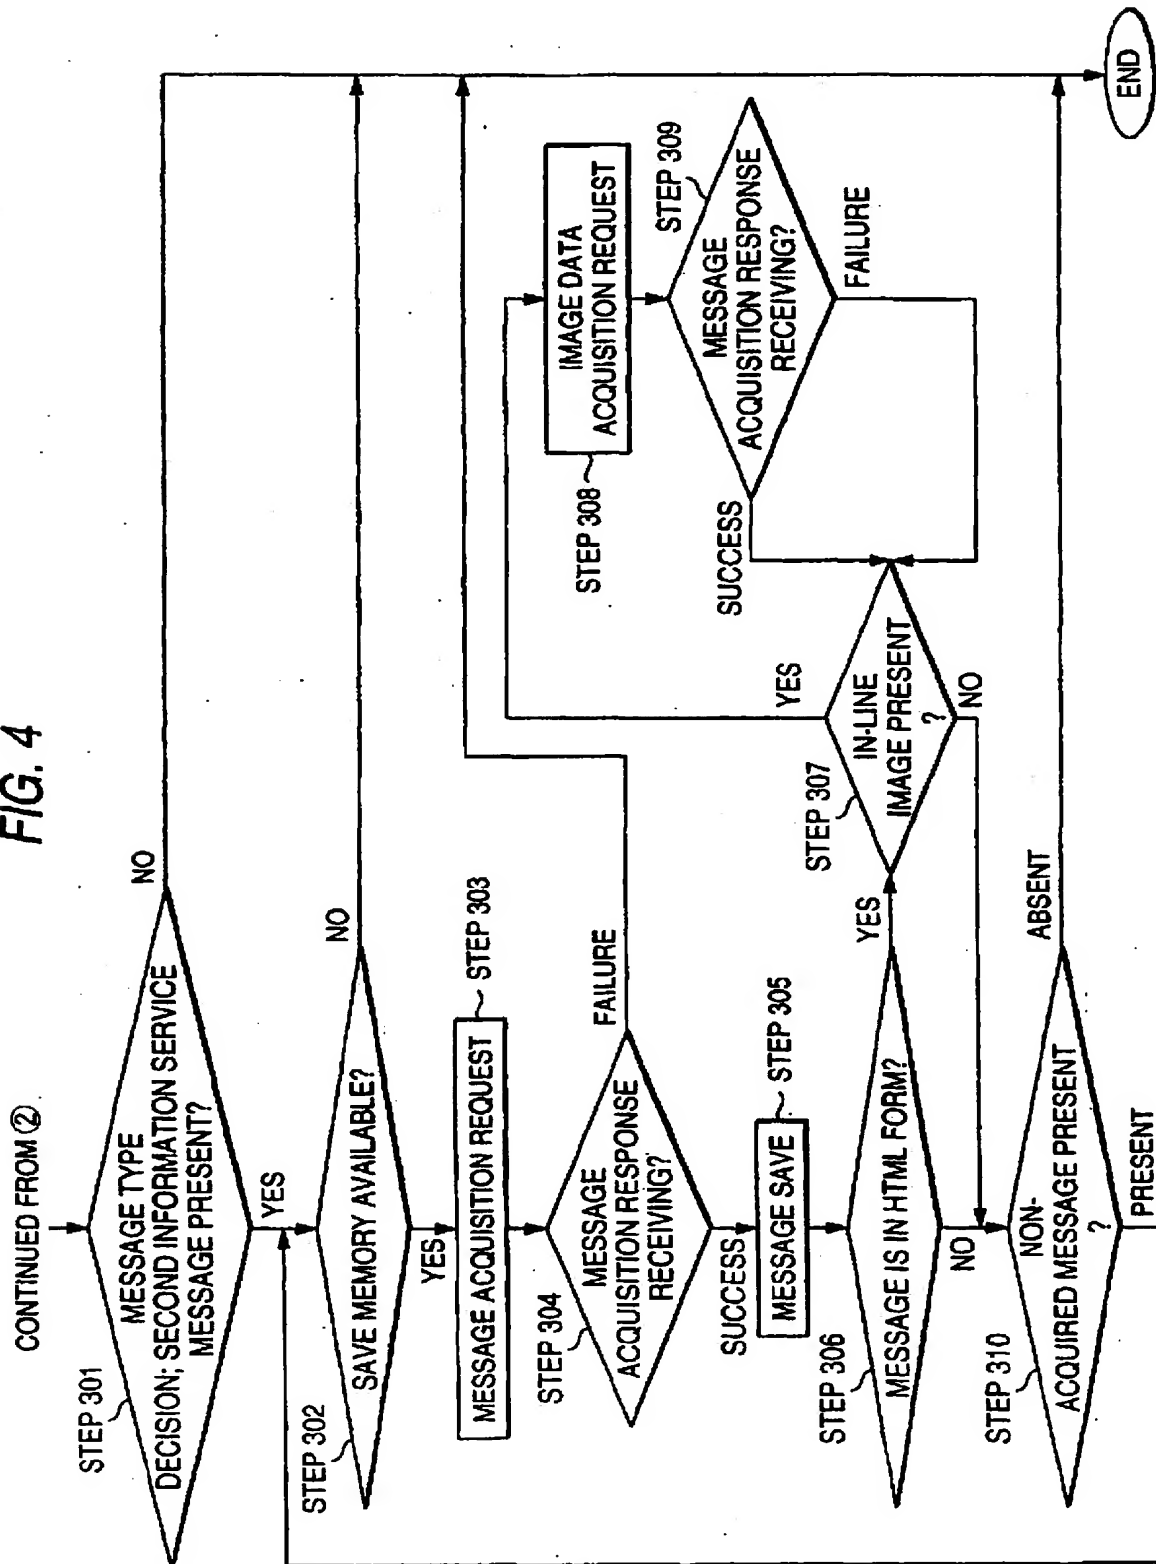 FIG. 4
CONTINUED FROM ②
STEP 301
MESSAGE TYPE
DECISION; SECOND INFORMATION SERVICE
MESSAGE PRESENT?
NO
YES
STEP 302
SAVE MEMORY AVAILABLE?
NO
YES
MESSAGE ACQUISITION REQUEST
STEP 303
STEP 304
MESSAGE
ACQUISITION RESPONSE
RECEIVING?
FAILURE
SUCCESS
MESSAGE SAVE
STEP 305
STEP 306
MESSAGE IS IN HTML FORM?
YES
NO
STEP 307
IN-LINE
IMAGE PRESENT
?
YES
NO
STEP 308
IMAGE DATA
ACQUISITION REQUEST
STEP 309
MESSAGE
ACQUISITION RESPONSE
RECEIVING?
SUCCESS
FAILURE
STEP 310
NON-
ACQUIRED MESSAGE PRESENT
?
ABSENT
PRESENT
END